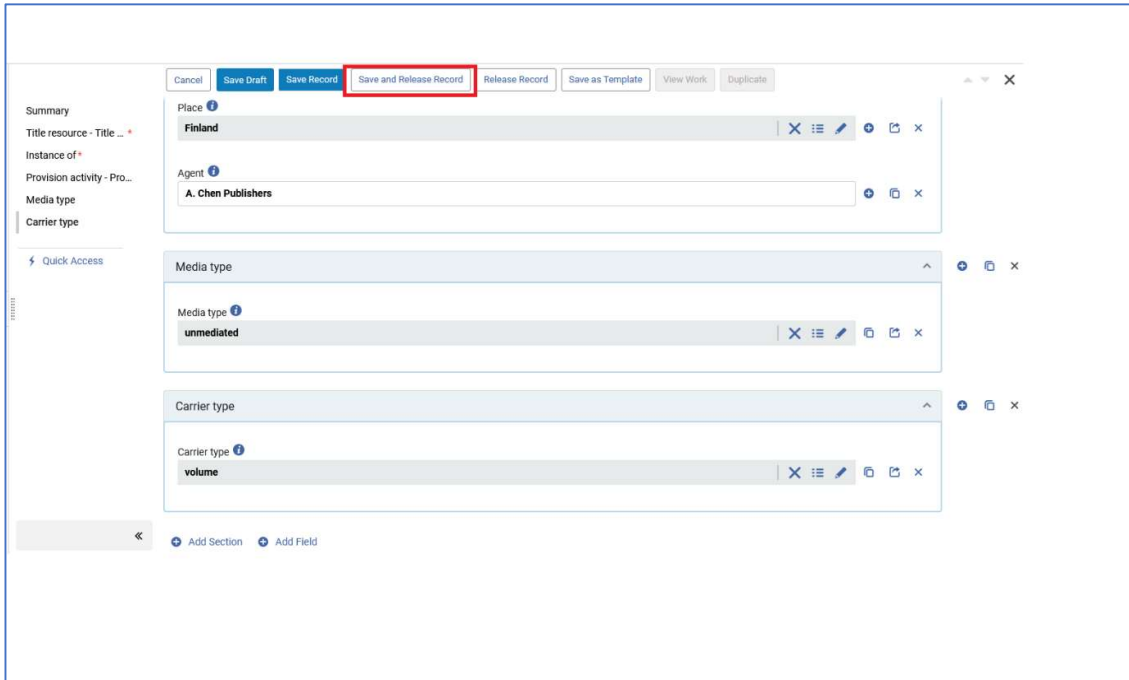 Cancel Save Draft Save Record Save and Release Record Release Record Save as Template View Work Duplicate
Summary
Title resource - Title ... *
Instance of *
Provision activity - Pro...
Media type
Carrier type
Quick Access
Place
Finland
Agent
A. Chen Publishers
Media type
Media type
unmediated
Carrier type
Carrier type
volume
Add Section Add Field